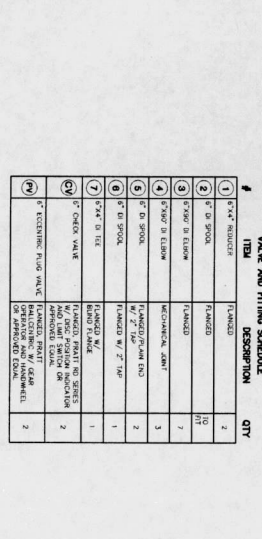 VALVE AND FITTING SCHEDULE
# ITEM DESCRIPTION QTY
1 6"X4" REDUCER FLANGED 2
2 6" DI SPOOL FLANGED TO FIT
3 6"X90° DI ELBOW FLANGED 7
4 6"X90° DI ELBOW MECHANICAL JOINT 3
5 6" DI SPOOL FLANGED/PLAIN END W/ 2" TAP 2
6 6" DI SPOOL FLANGED W/ 2" TAP 1
7 6"X4" DI TEE FLANGED W/ BLIND FLANGE 1
CV 6" CHECK VALVE FLANGED, PRATT RD SERIES
W/ DISC POSITION INDICATOR
AND LIMIT SWITCH OR
APPROVED EQUAL 2
PV 6" ECCENTRIC PLUG VALVE FLANGED, PRATT
BALLCENTRIC W/ GEAR
OPERATOR AND HANDWHEEL
OR APPROVED EQUAL 2